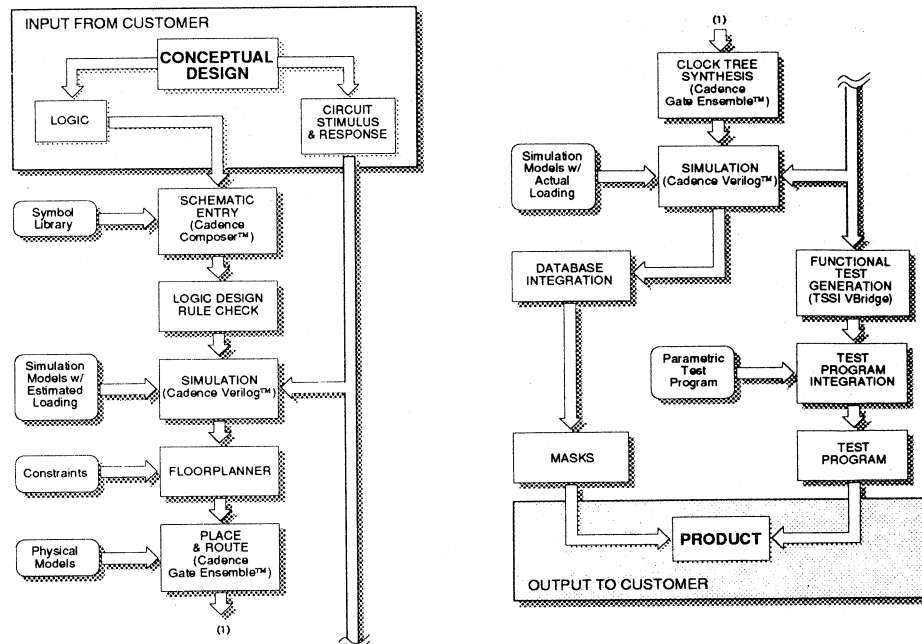 INPUT FROM CUSTOMER
CONCEPTUAL
DESIGN
LOGIC
CIRCUIT
STIMULUS
& RESPONSE
Symbol
Library
SCHEMATIC
ENTRY
(Cadence
Composer™)
LOGIC DESIGN
RULE CHECK
Simulation
Models w/
Estimated
Loading
SIMULATION
(Cadence Verilog™)
Constraints
FLOORPLANNER
Physical
Models
PLACE
& ROUTE
(Cadence
Gate Ensemble™)
(1)
(1)
CLOCK TREE
SYNTHESIS
(Cadence
Gate Ensemble™)
Simulation
Models w/
Actual
Loading
SIMULATION
(Cadence Verilog™)
DATABASE
INTEGRATION
FUNCTIONAL
TEST
GENERATION
(TSSI VBridge)
Parametric
Test
Program
TEST
PROGRAM
INTEGRATION
MASKS
TEST
PROGRAM
PRODUCT
OUTPUT TO CUSTOMER